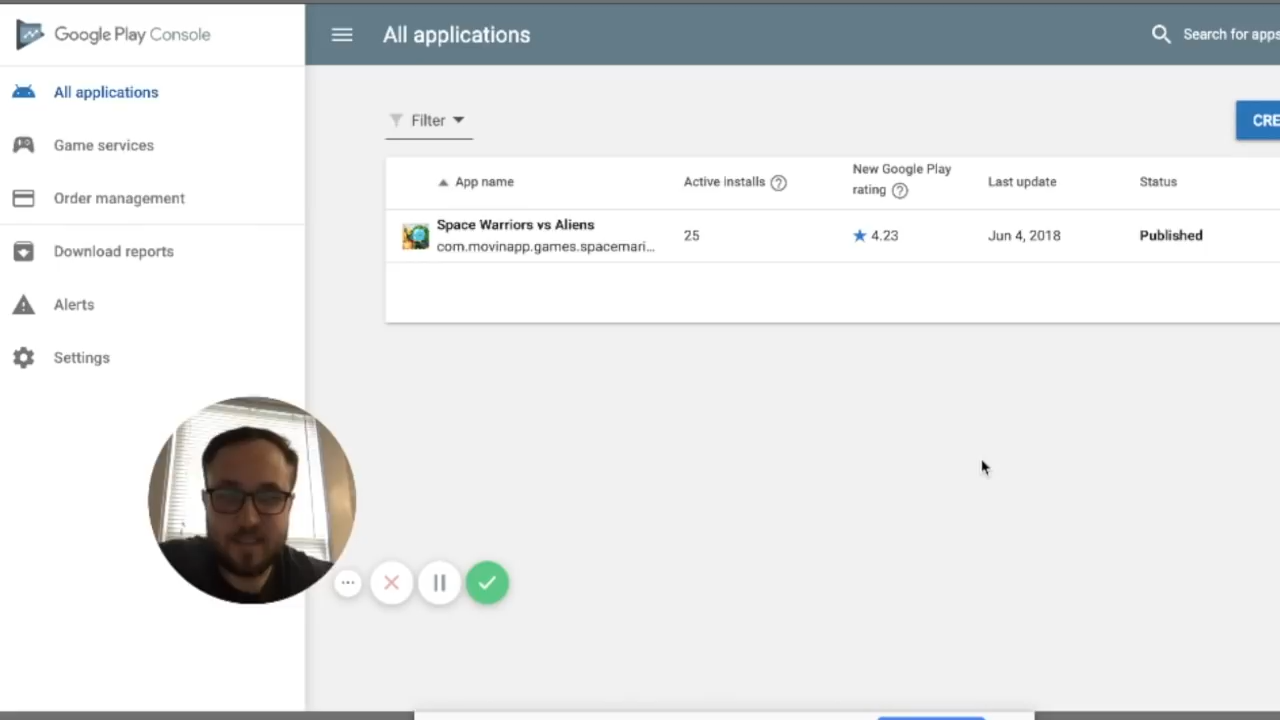 Google Play Console
All applications
Search for apps
All applications
Game services
Order management
Download reports
Alerts
Settings
Filter
CRE
App name
Active installs
New Google Play
rating
Last update
Status
Space Warriors vs Aliens
com.movinapp.games.spacemari...
25
4.23
Jun 4, 2018
Published